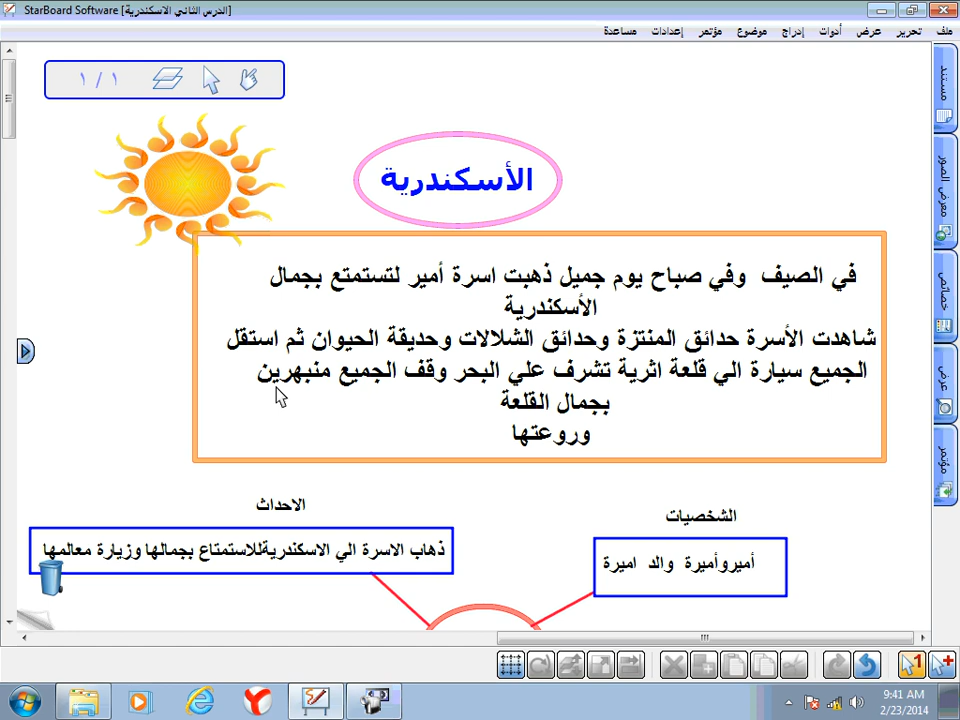 StarBoard Software [الدرس الثاني الاسكندرية]
ملف تحرير عرض أدوات إدراج موضوع مؤتمر إعدادات مساعدة
١ / ١
الأسكندرية
في الصيف وفي صباح يوم جميل ذهبت اسرة أمير لتستمتع بجمال
الأسكندرية
شاهدت الأسرة حدائق المنتزة وحدائق الشلالات وحديقة الحيوان ثم استقل
الجميع سيارة الي قلعة اثرية تشرف علي البحر وقف الجميع منبهرين
بجمال القلعة
وروعتها
الاحداث
الشخصيات
ذهاب الاسرة الي الاسكندريةللاستمتاع بجمالها وزيارة معالمها
أميروأميرة والد اميرة
مستند
معرض الصور
خصائص
عرض
مؤتمر
1
9:41 AM
2/23/2014